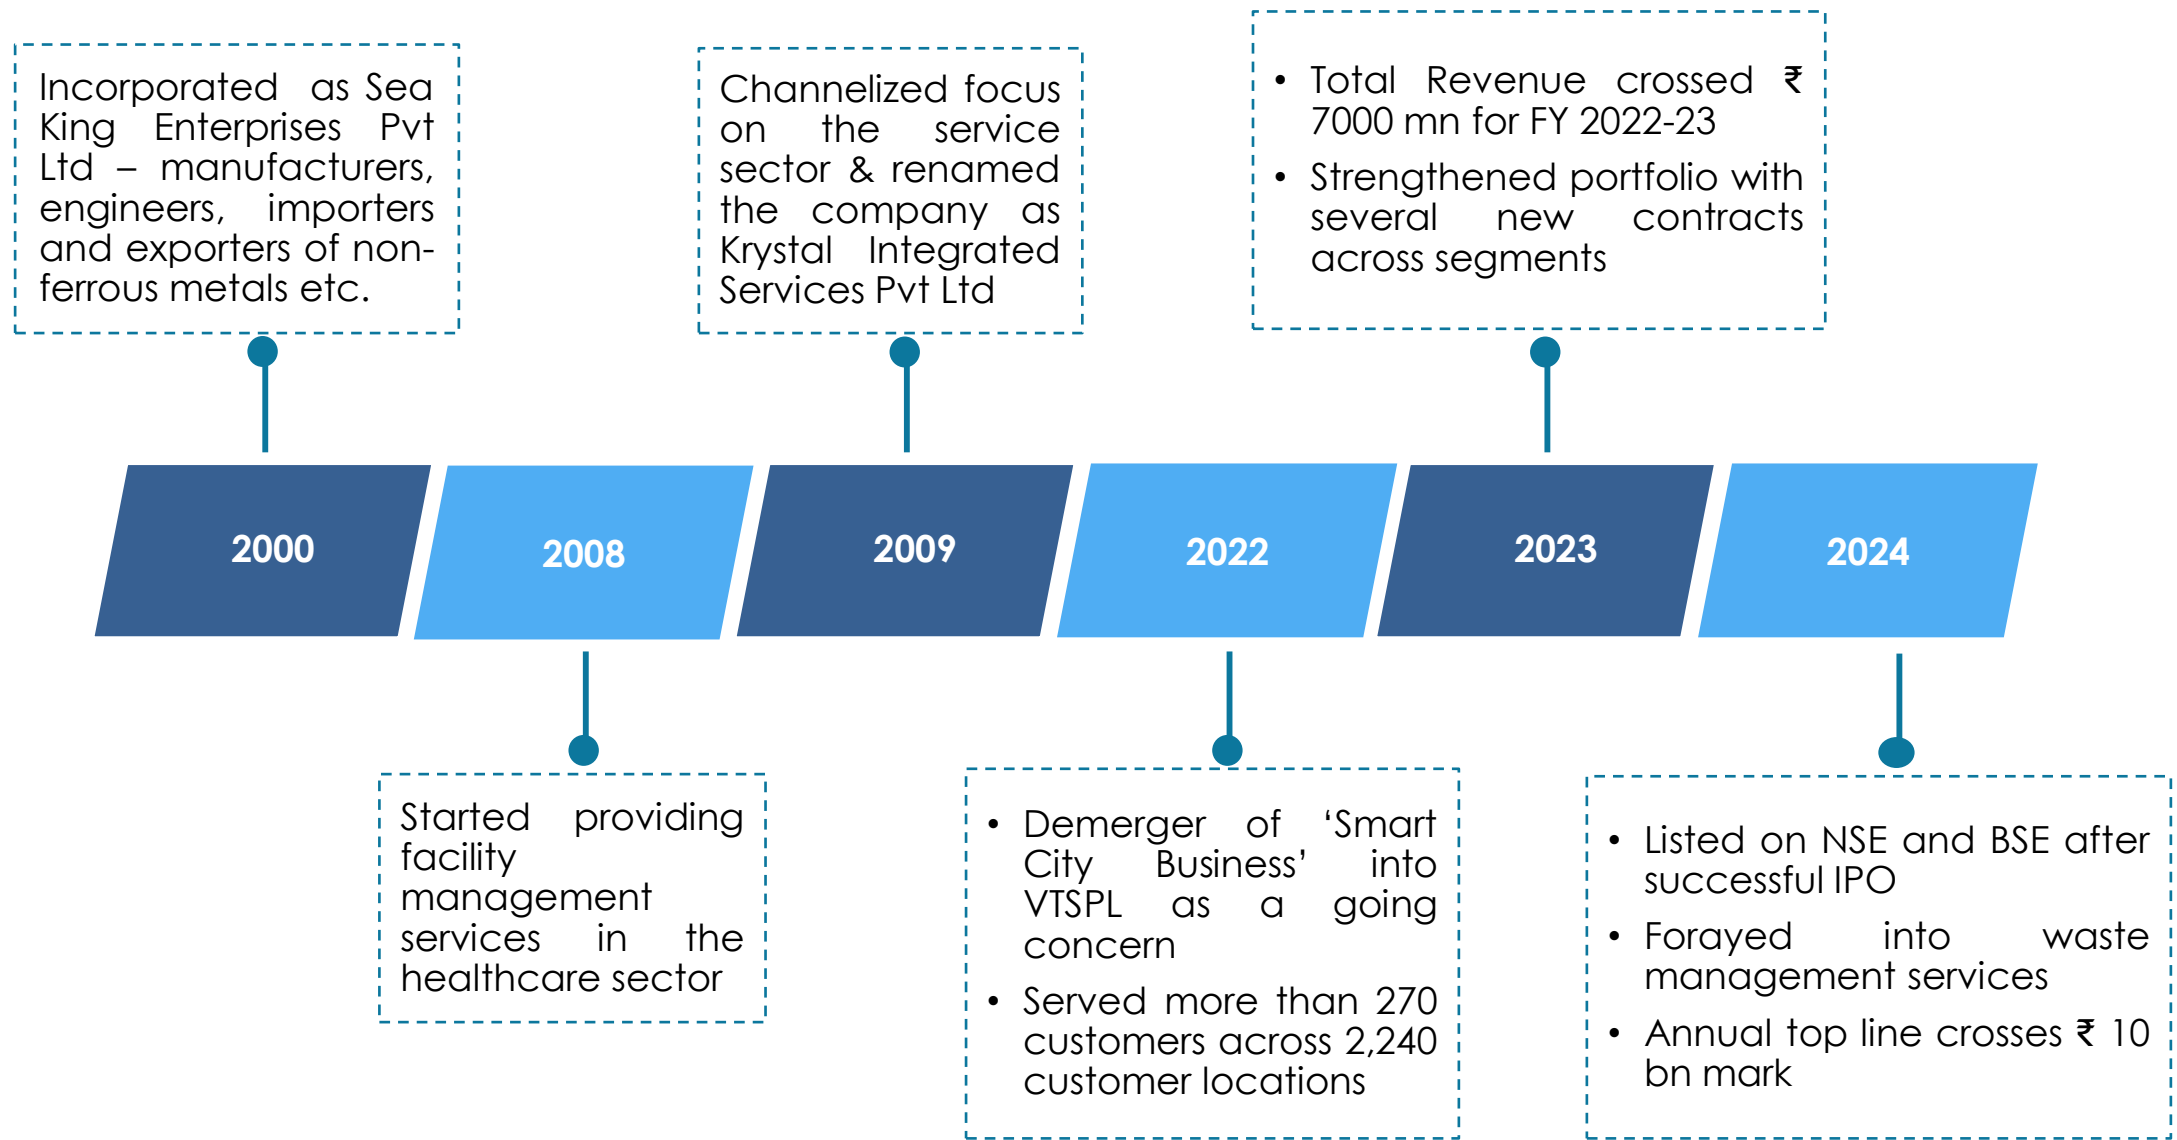 Incorporated as Sea
King Enterprises Pvt
Ltd – manufacturers,
engineers, importers
and exporters of non-
ferrous metals etc.
Channelized focus
on the service
sector & renamed
the company as
Krystal Integrated
Services Pvt Ltd
• Total Revenue crossed ₹
7000 mn for FY 2022-23
• Strengthened portfolio with
several new contracts
across segments
2000
2008
2009
2022
2023
2024
Started providing
facility
management
services in the
healthcare sector
• Demerger of ‘Smart
City Business’ into
VTSPL as a going
concern
• Served more than 270
customers across 2,240
customer locations
• Listed on NSE and BSE after
successful IPO
• Forayed into waste
management services
• Annual top line crosses ₹ 10
bn mark